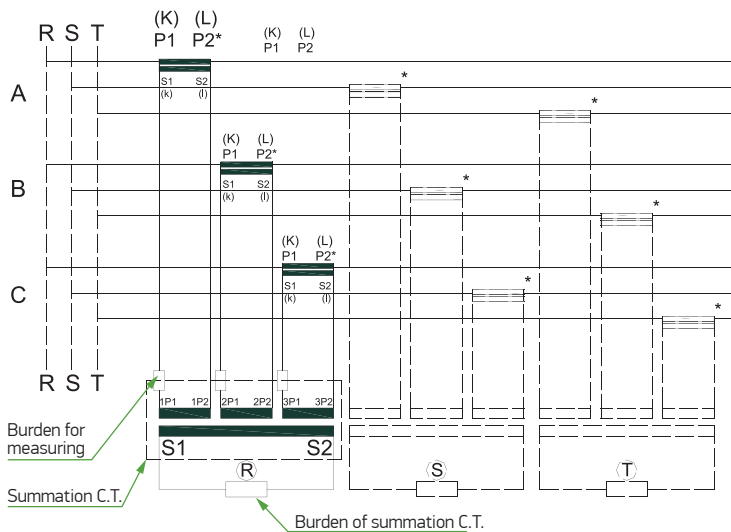 (K) (L)
P1 P2*
(K) (L)
P1 P2
R S T
S1 S2
(k) (l)
*
*
A
(K) (L)
P1 P2*
S1 S2
(k) (l)
*
*
B
(K) (L)
P1 P2*
S1 S2
(k) (l)
*
*
C
R S T
1P1 1P2 2P1 2P2 3P1 3P2
Burden for
measuring
S1 S2
R S T
Summation C.T.
Burden of summation C.T.